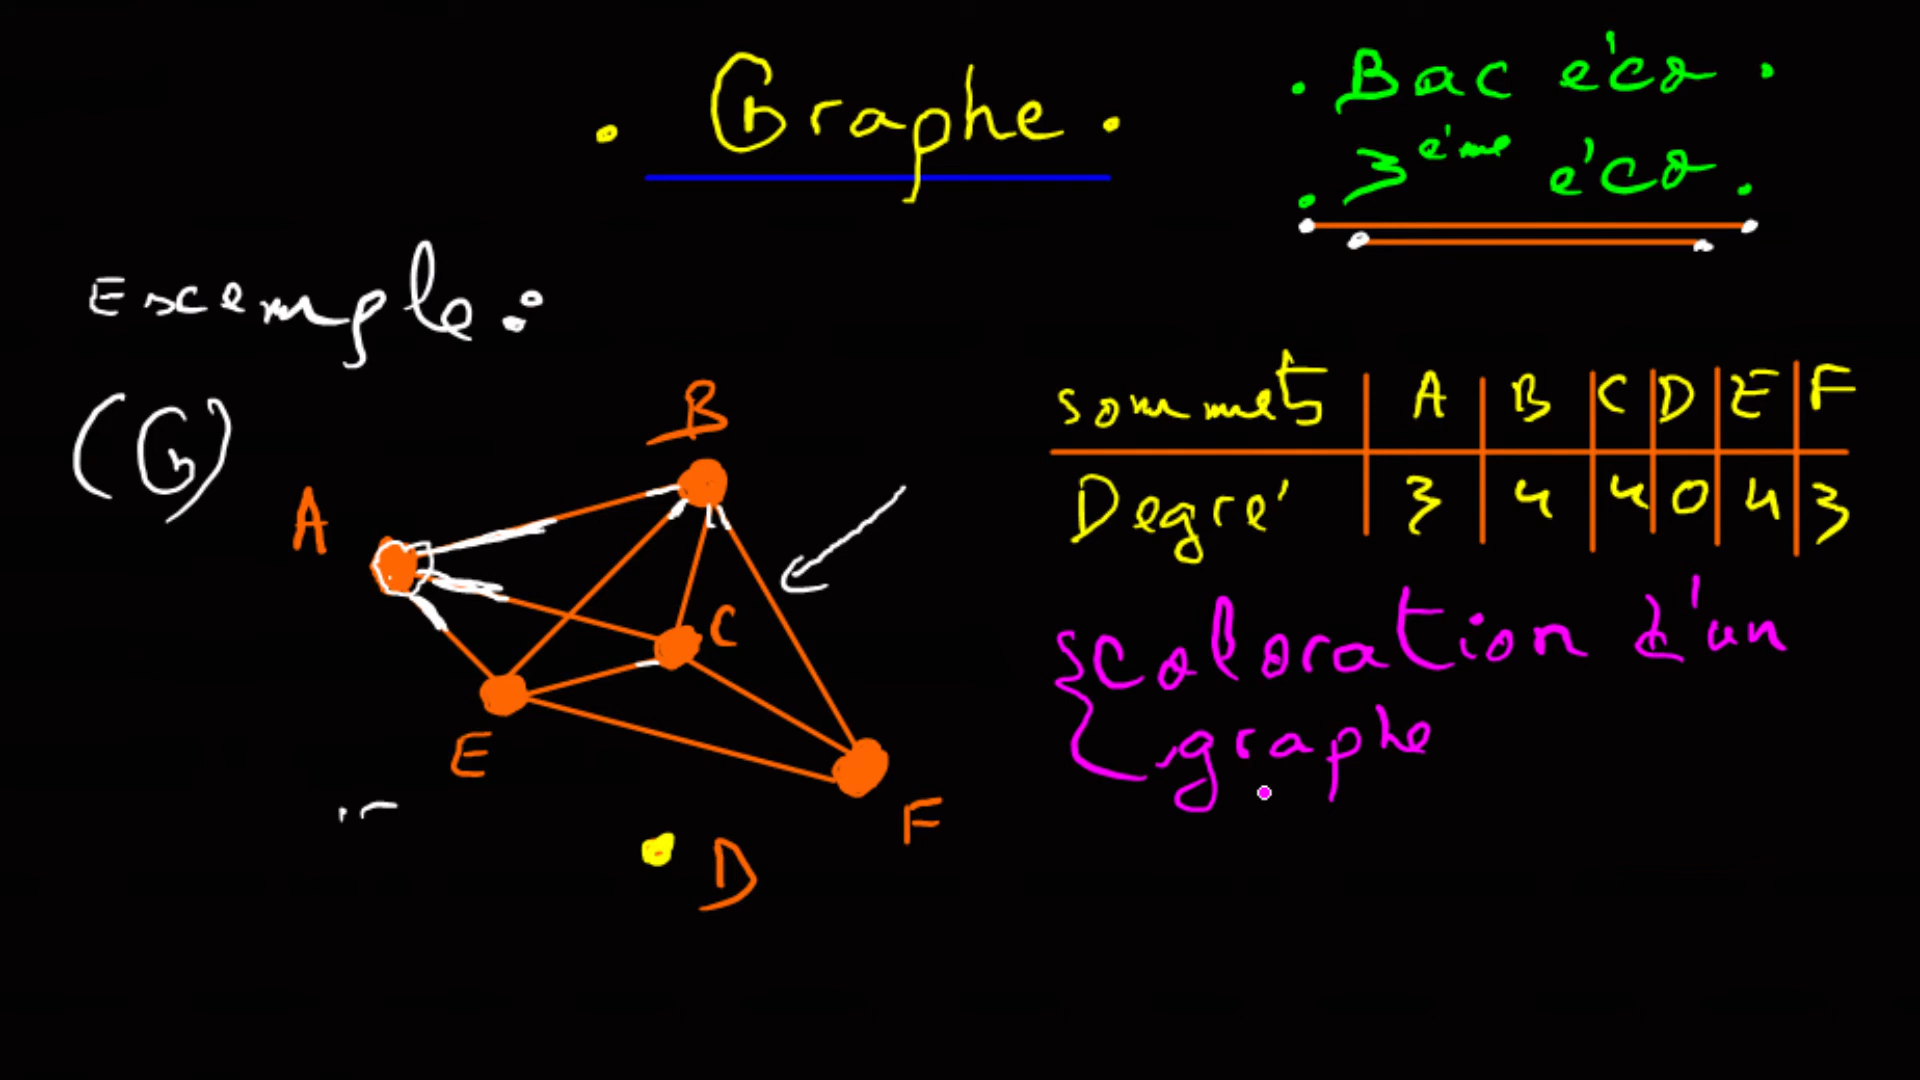 . Graphe .
. Bac éco .
. 3ème éco .
Exemple :
(G)
sommets A B C D E F
Degré 3 4 4 0 4 3
A
B
C
E
F
D
Coloration d'un
graphe